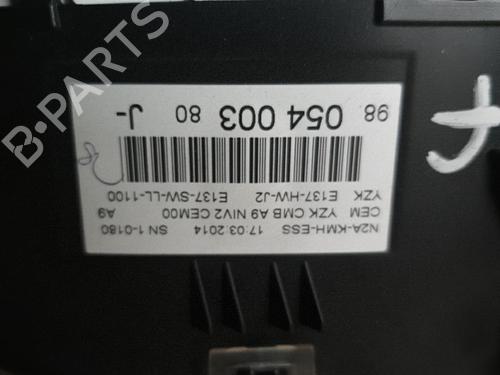 98 054 003 80 J-
YZK E137-HW-J2 E137-SW-LL-1100
CEM YZK CMB A9 NIV2 CEM00 A9
N2A-KMH-ESS 17:03.2014 SN 1-0180
B-PARTS